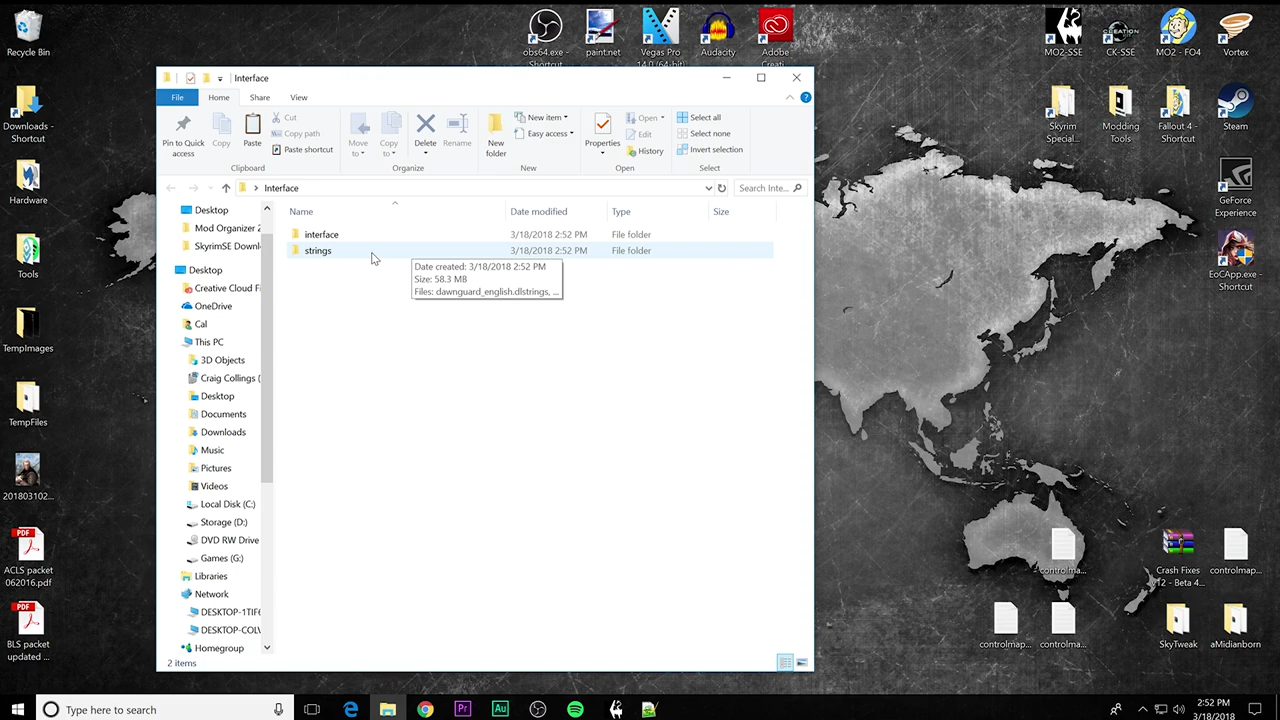 Recycle Bin
Downloads -
Shortcut
Hardware
Tools
TempImages
TempFiles
201803102...
ACLS packet
062016.pdf
BLS packet
updated ...
obs64.exe -
Shortcut
paint.net
Vegas Pro
14.0 (64-bit)
Audacity
Adobe
Creati...
MO2-SSE
CK-SSE
MO2 - FO4
Vortex
Skyrim
Special...
Modding
Tools
Fallout 4 -
Shortcut
Steam
GeForce
Experience
EoCApp.exe -
Shortcut
controlma...
Crash Fixes
v12 - Beta 4...
controlmap...
controlmap...
controlma...
SkyTweak
aMidianborn
Interface
File
Home
Share
View
Pin to Quick
access
Copy
Paste
Cut
Copy path
Paste shortcut
Clipboard
Move
to
Copy
to
Delete
Rename
Organize
New
folder
New item
Easy access
New
Properties
Open
Edit
History
Open
Select all
Select none
Invert selection
Select
Interface
Search Inte...
Desktop
Mod Organizer 2
SkyrimSE Downl
Desktop
Creative Cloud Fi
OneDrive
Cal
This PC
3D Objects
Craig Collings (
Desktop
Documents
Downloads
Music
Pictures
Videos
Local Disk (C:)
Storage (D:)
DVD RW Drive
Games (G:)
Libraries
Network
DESKTOP-1TIF6
DESKTOP-COLV
Homegroup
Name
Date modified
Type
Size
interface
3/18/2018 2:52 PM
File folder
strings
3/18/2018 2:52 PM
File folder
Date created: 3/18/2018 2:52 PM
Size: 58.3 MB
Files: dawnguard_english.dlstrings, ...
2 items
Type here to search
2:52 PM
3/18/2018